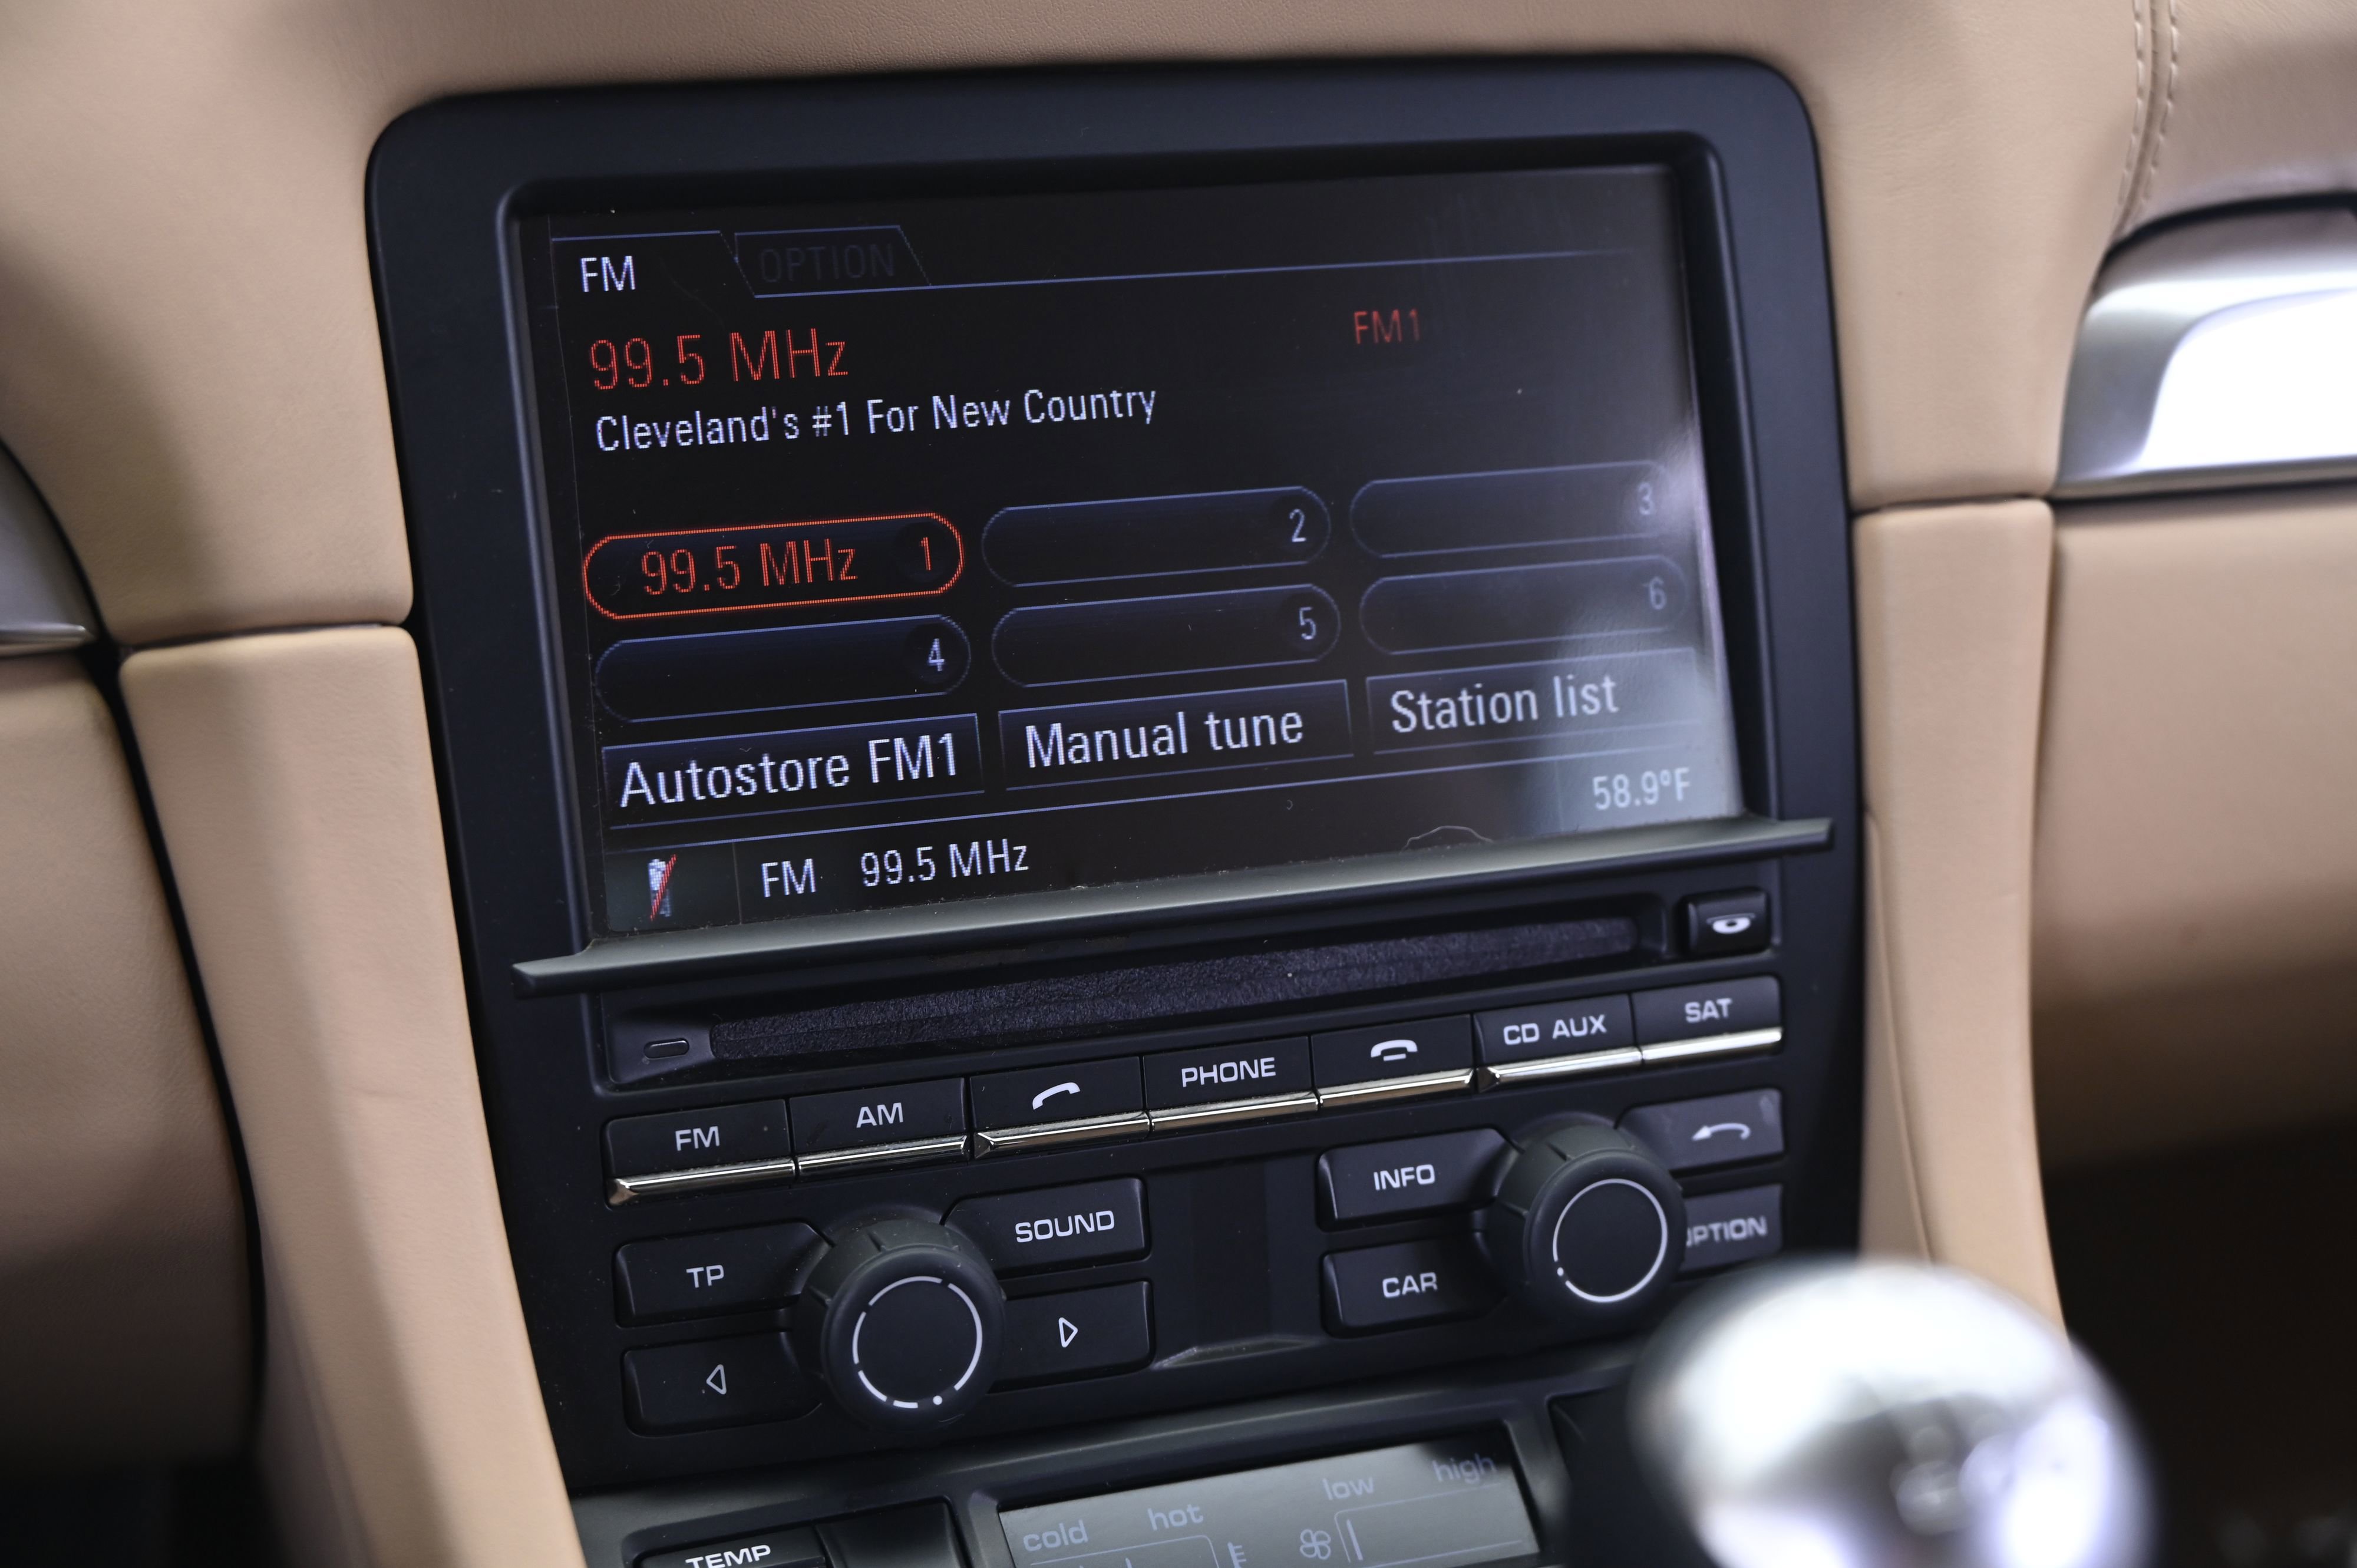 FM OPTION
99.5 MHz FM1
Cleveland's #1 For New Country
99.5 MHz 1 2 3
4 5 6
Autostore FM1 Manual tune Station list
58.9°F
FM 99.5 MHz
FM AM PHONE CD AUX SAT
TP SOUND INFO
CAR OPTION
cold hot low high
TEMP